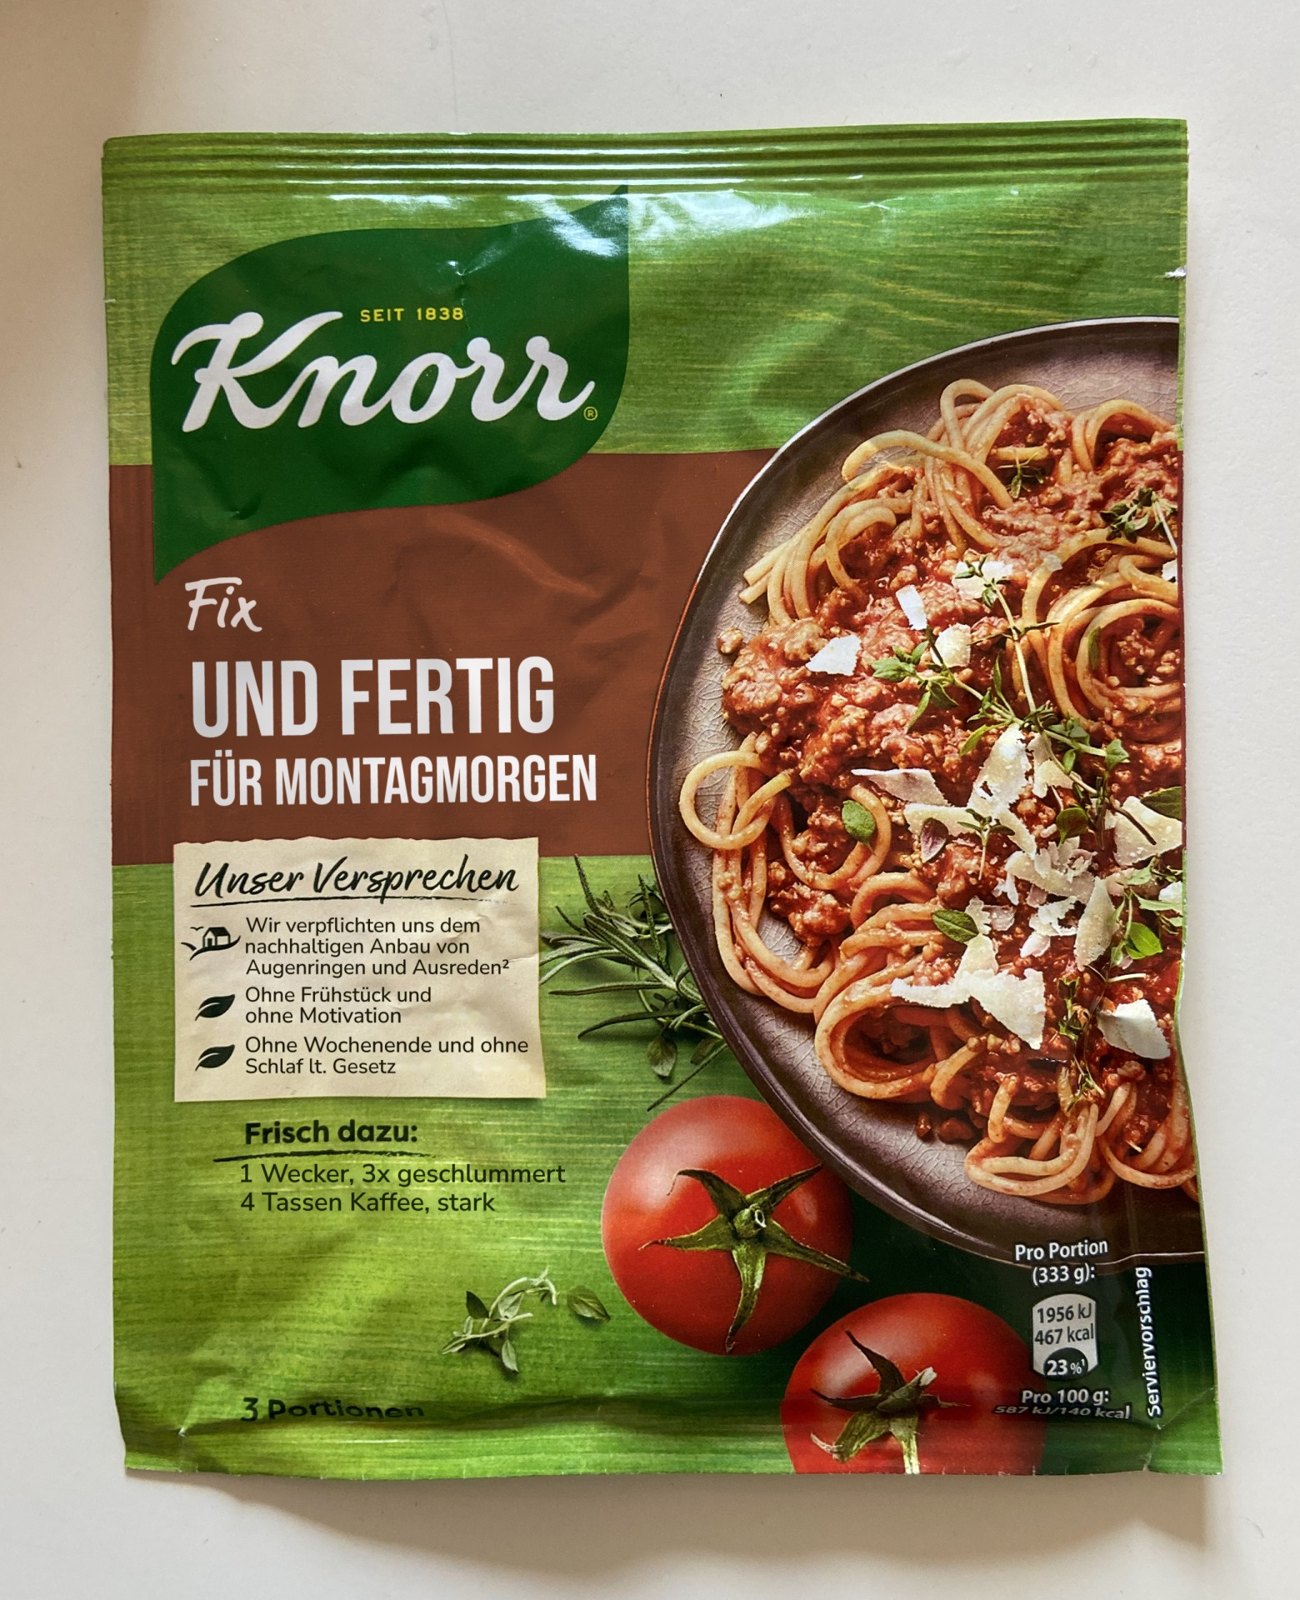 SEIT 1838
Knorr®
Fix
UND FERTIG
FÜR MONTAGMORGEN
Unser Versprechen
Wir verpflichten uns dem
nachhaltigen Anbau von
Augenringen und Ausreden²
Ohne Frühstück und
ohne Motivation
Ohne Wochenende und ohne
Schlaf lt. Gesetz
Frisch dazu:
1 Wecker, 3x geschlummert
4 Tassen Kaffee, stark
3 Portionen
Pro Portion
(333 g):
1956 kJ
467 kcal
23%¹
Pro 100 g:
587 kJ/140 kcal
Serviervorschlag